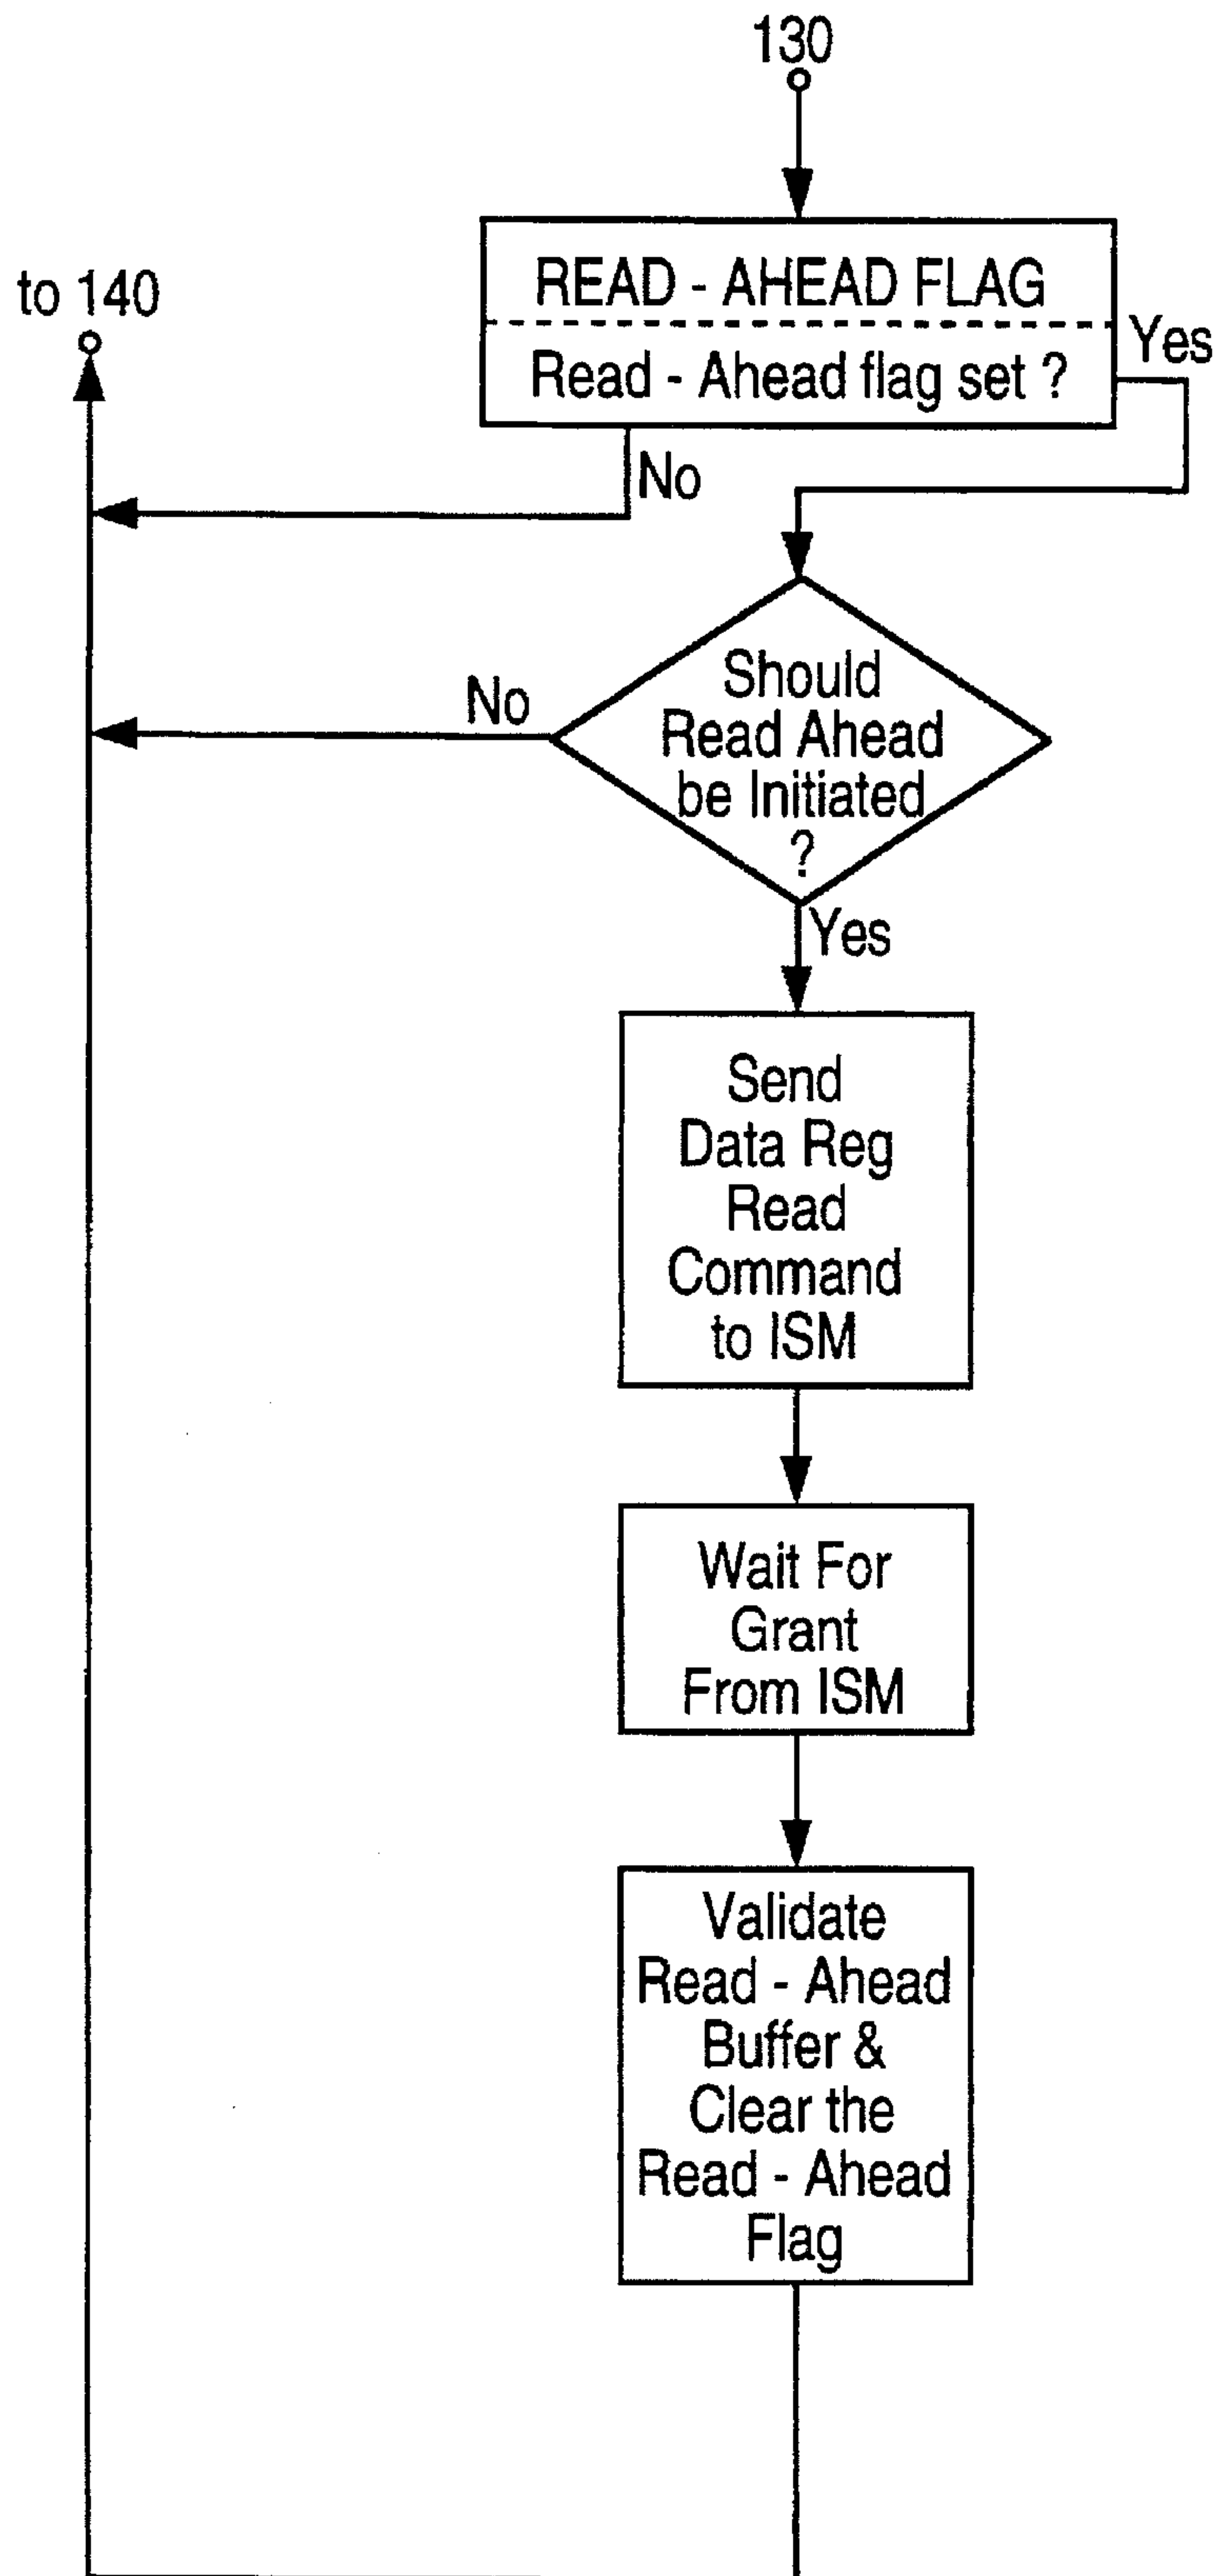 130
to 140
READ - AHEAD FLAG
Read - Ahead flag set ?
Yes
No
Should
Read Ahead
be Initiated
?
No
Yes
Send
Data Reg
Read
Command
to ISM
Wait For
Grant
From ISM
Validate
Read - Ahead
Buffer &
Clear the
Read - Ahead
Flag